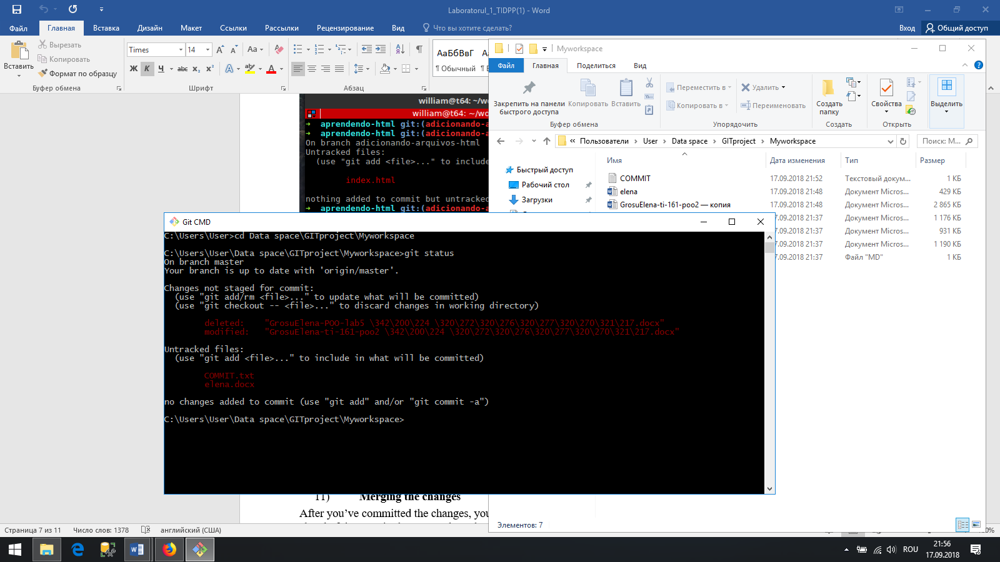 Laboratorul_1_TIDPP(1) - Word
Файл Главная Вставка Дизайн Макет Ссылки Рассылки Рецензирование Вид Что вы хотите сделать? Вход Общий доступ
Вставить
Вырезать
Копировать
Формат по образцу
Буфер обмена
Times 14 Aa
Ж К Ч abc x₂ x²
Шрифт
Абзац
АаБбВвГ
¶ Обычный
Myworkspace
Файл Главная Поделиться Вид
Закрепить на панели быстрого доступа
Копировать
Вставить
Буфер обмена
Переместить в
Копировать в
Удалить
Переименовать
Упорядочить
Создать папку
Создать
Свойства
Открыть
Выделить
« Пользователи › User › Data space › GITproject › Myworkspace
Поиск: M...
Имя Дата изменения Тип Размер
Быстрый доступ
Рабочий стол
Загрузки
COMMIT 17.09.2018 21:52 Текстовый докум... 1 КБ
elena 17.09.2018 21:48 Документ Micros... 429 КБ
GrosuElena-ti-161-poo2 — копия 17.09.2018 21:48 Документ Micros... 2 865 КБ
17.09.2018 21:37 Документ Micros... 1 176 КБ
17.09.2018 21:37 Документ Micros... 931 КБ
17.09.2018 21:37 Документ Micros... 1 190 КБ
17.09.2018 21:37 Файл "MD" 1 КБ
Элементов: 7
william@t64: ~/wo
william@t64: ~/wo
➜ aprendendo-html git:(adicionando-a
➜ aprendendo-html git:(adicionando-a
On branch adicionando-arquivos-html
Untracked files:
(use "git add <file>..." to include
index.html
nothing added to commit but untracked
➜ aprendendo-html git:(adicionando-a
Git CMD
C:\Users\User>cd Data space\GITproject\Myworkspace
C:\Users\User\Data space\GITproject\Myworkspace>git status
On branch master
Your branch is up to date with 'origin/master'.
Changes not staged for commit:
(use "git add/rm <file>..." to update what will be committed)
(use "git checkout -- <file>..." to discard changes in working directory)
deleted: "GrosuElena-POO-lab5 \342\200\224 \320\272\320\276\320\277\320\270\321\217.docx"
modified: "GrosuElena-ti-161-poo2 \342\200\224 \320\272\320\276\320\277\320\270\321\217.docx"
Untracked files:
(use "git add <file>..." to include in what will be committed)
COMMIT.txt
elena.docx
no changes added to commit (use "git add" and/or "git commit -a")
C:\Users\User\Data space\GITproject\Myworkspace>
11) Merging the changes
After you’ve committed the changes, you
Страница 7 из 11 Число слов: 1378 английский (США)
ROU
21:56
17.09.2018